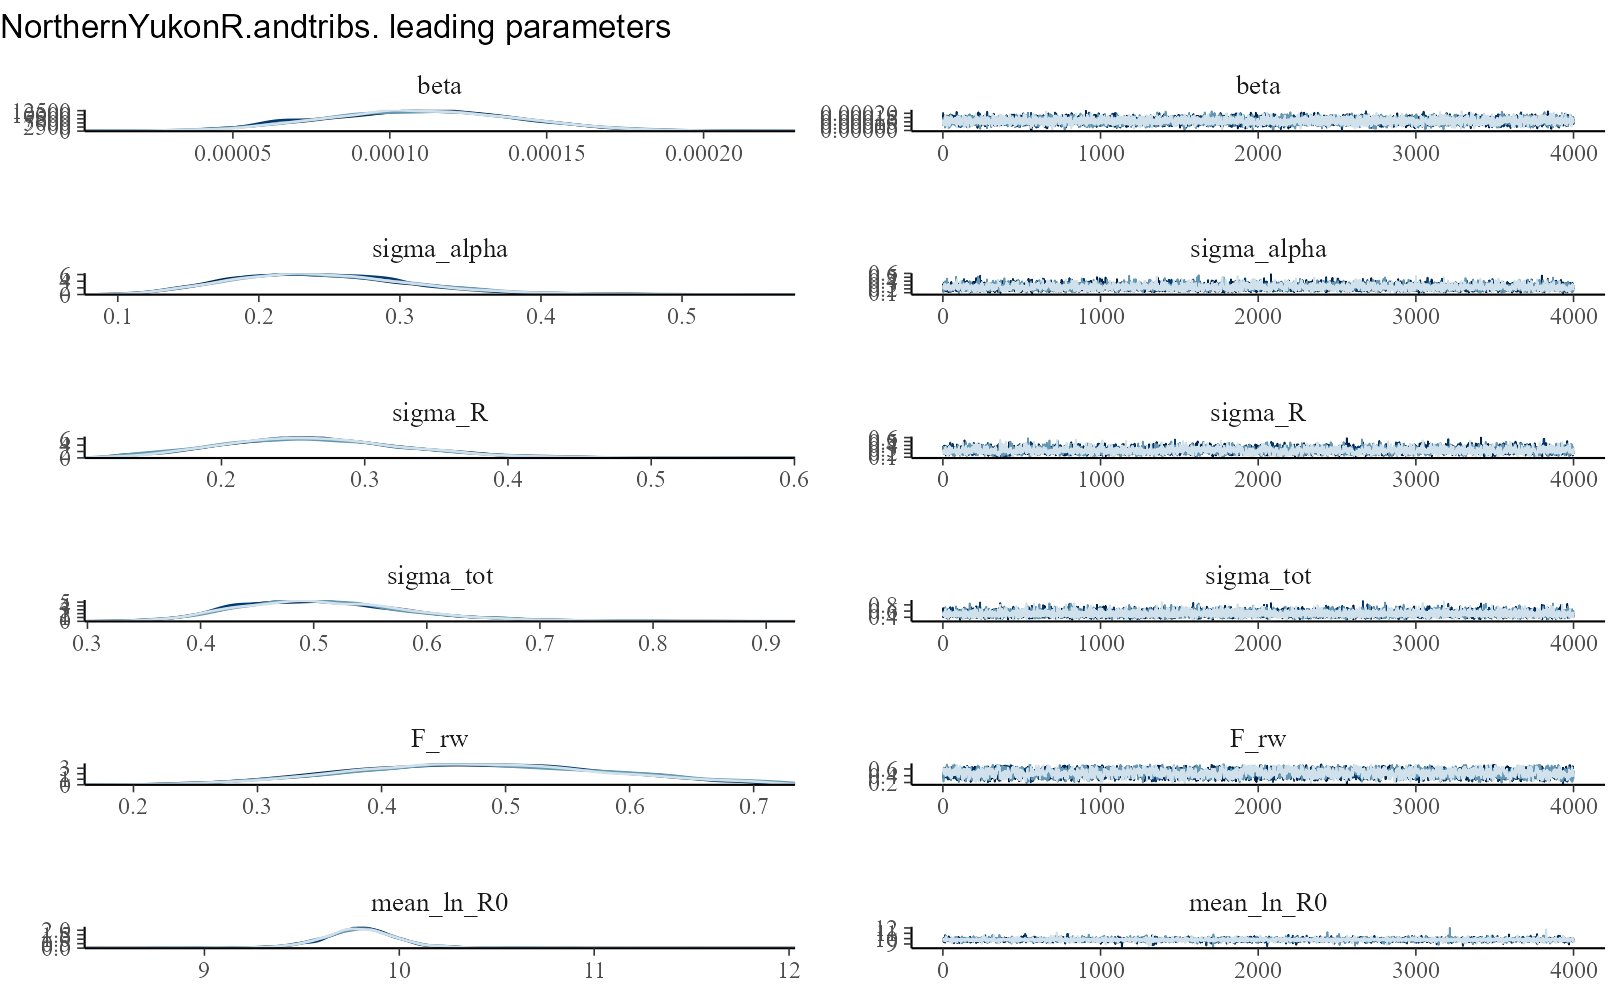 NorthernYukonR.andtribs. leading parameters
beta beta
0.00005 0.00010 0.00015 0.00020 0 1000 2000 3000 4000
sigma_alpha sigma_alpha
0.1 0.2 0.3 0.4 0.5 0 1000 2000 3000 4000
sigma_R sigma_R
0.2 0.3 0.4 0.5 0.6 0 1000 2000 3000 4000
sigma_tot sigma_tot
0.3 0.4 0.5 0.6 0.7 0.8 0.9 0 1000 2000 3000 4000
F_rw F_rw
0.2 0.3 0.4 0.5 0.6 0.7 0 1000 2000 3000 4000
mean_ln_R0 mean_ln_R0
9 10 11 12 0 1000 2000 3000 4000